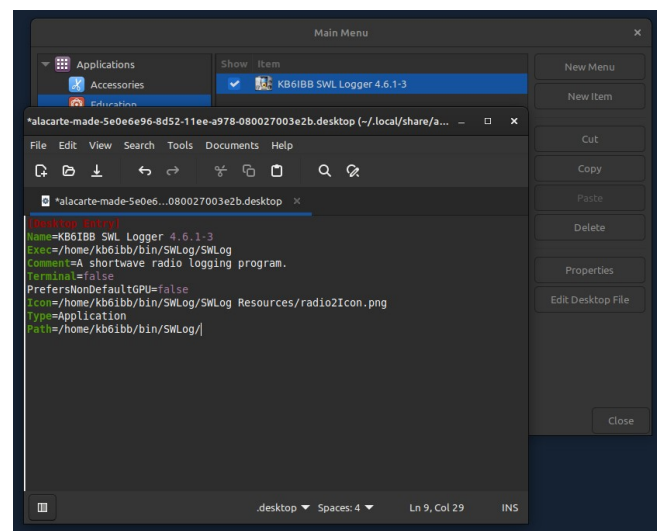 Main Menu
Applications
Accessories
Education
Show Item
KB6IBB SWL Logger 4.6.1-3
New Menu
New Item
Cut
Copy
Paste
Delete
Properties
Edit Desktop File
Close
*alacarte-made-5e0e6e96-8d52-11ee-a978-080027003e2b.desktop (~/.local/share/a...
File Edit View Search Tools Documents Help
*alacarte-made-5e0e6...080027003e2b.desktop
[Desktop Entry]
Name=KB6IBB SWL Logger 4.6.1-3
Exec=/home/kb6ibb/bin/SWLog/SWLog
Comment=A shortwave radio logging program.
Terminal=false
PrefersNonDefaultGPU=false
Icon=/home/kb6ibb/bin/SWLog/SWLog Resources/radio2Icon.png
Type=Application
Path=/home/kb6ibb/bin/SWLog/
.desktop Spaces: 4 Ln 9, Col 29 INS